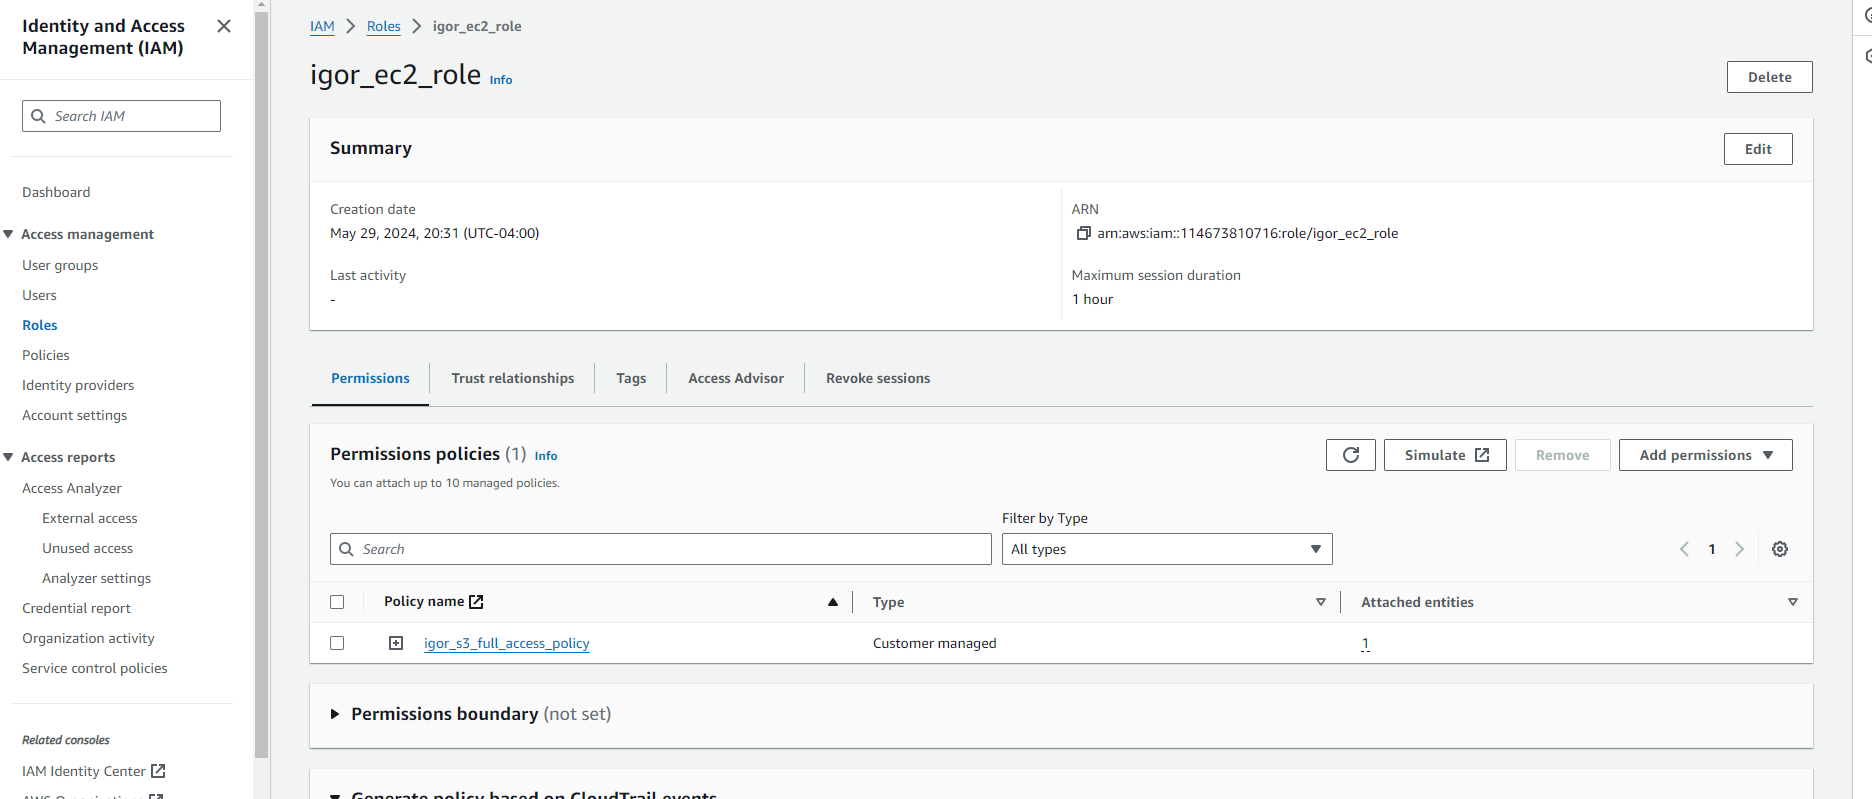 Identity and Access
Management (IAM)
Search IAM
Dashboard
Access management
User groups
Users
Roles
Policies
Identity providers
Account settings
Access reports
Access Analyzer
External access
Unused access
Analyzer settings
Credential report
Organization activity
Service control policies
Related consoles
IAM Identity Center
AWS Organizations
IAM > Roles > igor_ec2_role
igor_ec2_role Info
Delete
Summary
Edit
Creation date
May 29, 2024, 20:31 (UTC-04:00)
ARN
arn:aws:iam::114673810716:role/igor_ec2_role
Last activity
-
Maximum session duration
1 hour
Permissions
Trust relationships
Tags
Access Advisor
Revoke sessions
Permissions policies (1) Info
You can attach up to 10 managed policies.
Simulate
Remove
Add permissions
Filter by Type
Search
All types
1
Policy name
Type
Attached entities
igor_s3_full_access_policy
Customer managed
1
Permissions boundary (not set)
Generate policy based on CloudTrail events